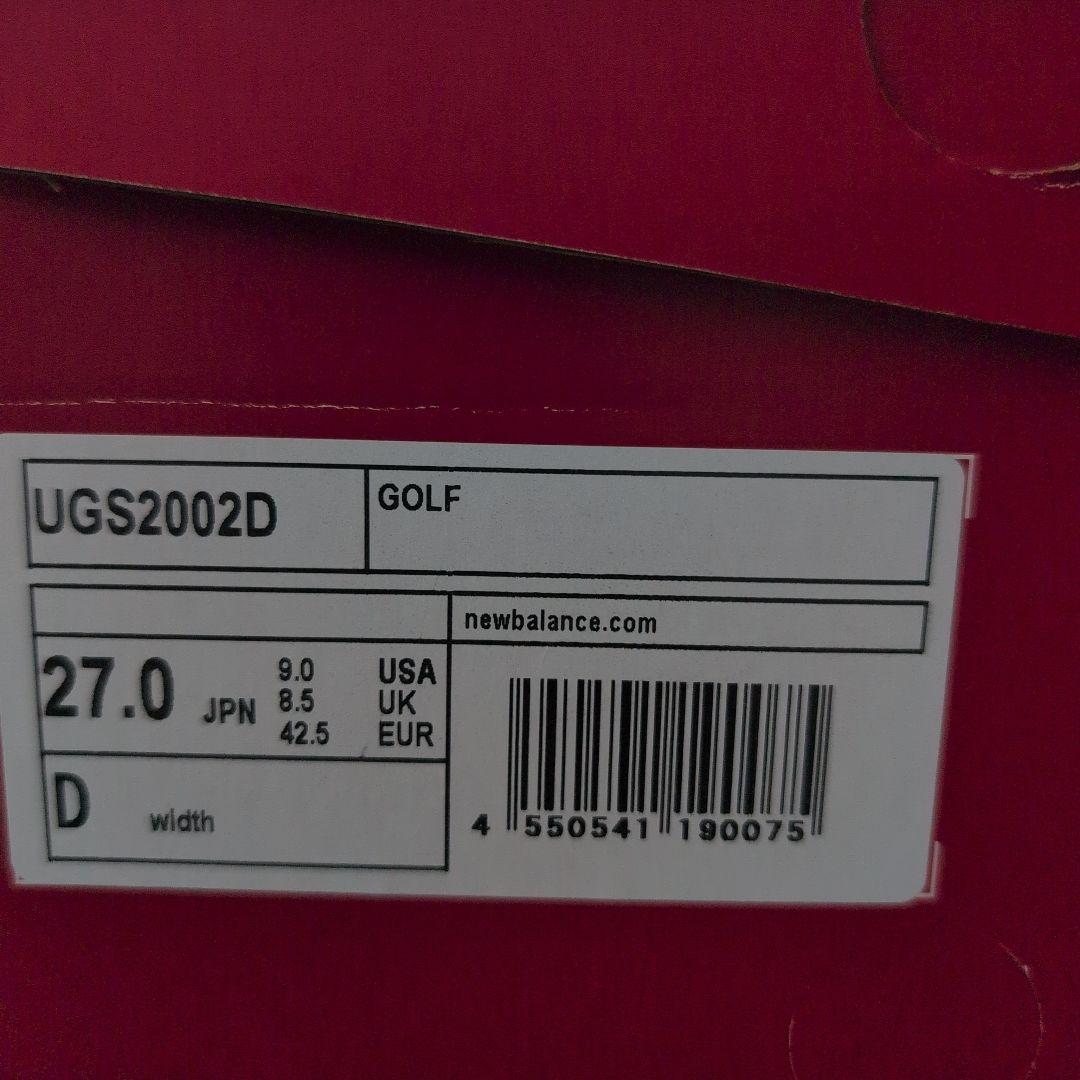 UGS2002D
GOLF
newbalance.com
27.0 JPN
9.0 USA
8.5 UK
42.5 EUR
D width
4 550541 190075